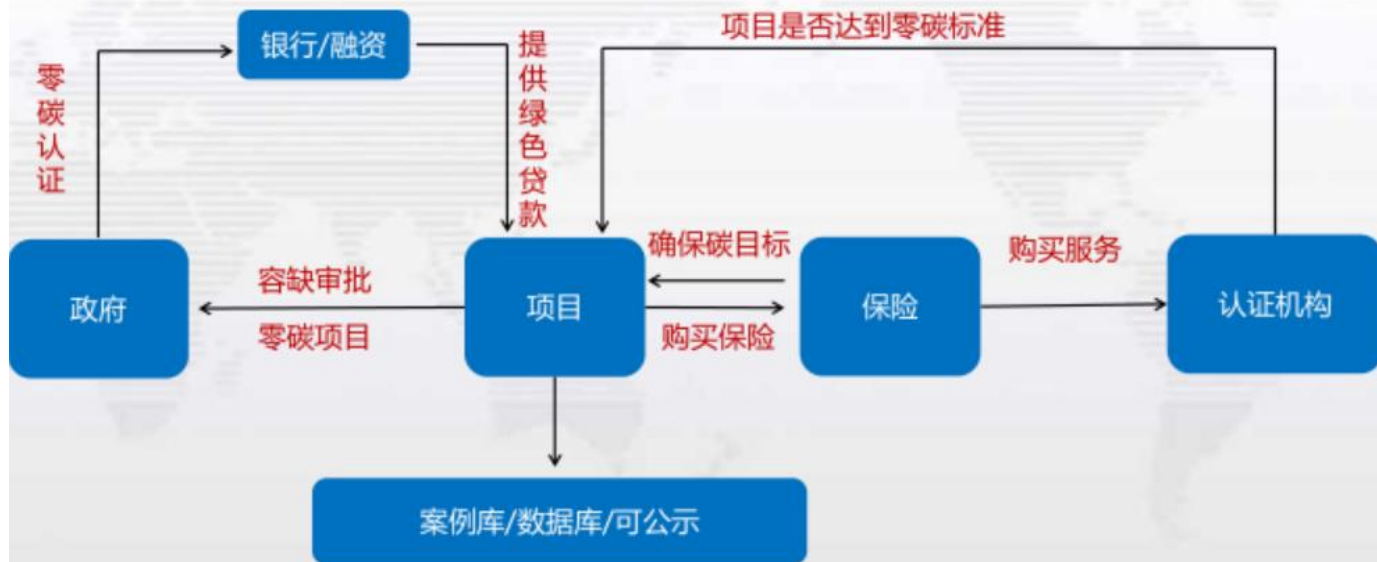 银行/融资
项目是否达到零碳标准
零碳认证
提供绿色贷款
政府
容缺审批
零碳项目
项目
确保碳目标
购买保险
保险
购买服务
认证机构
案例库/数据库/可公示